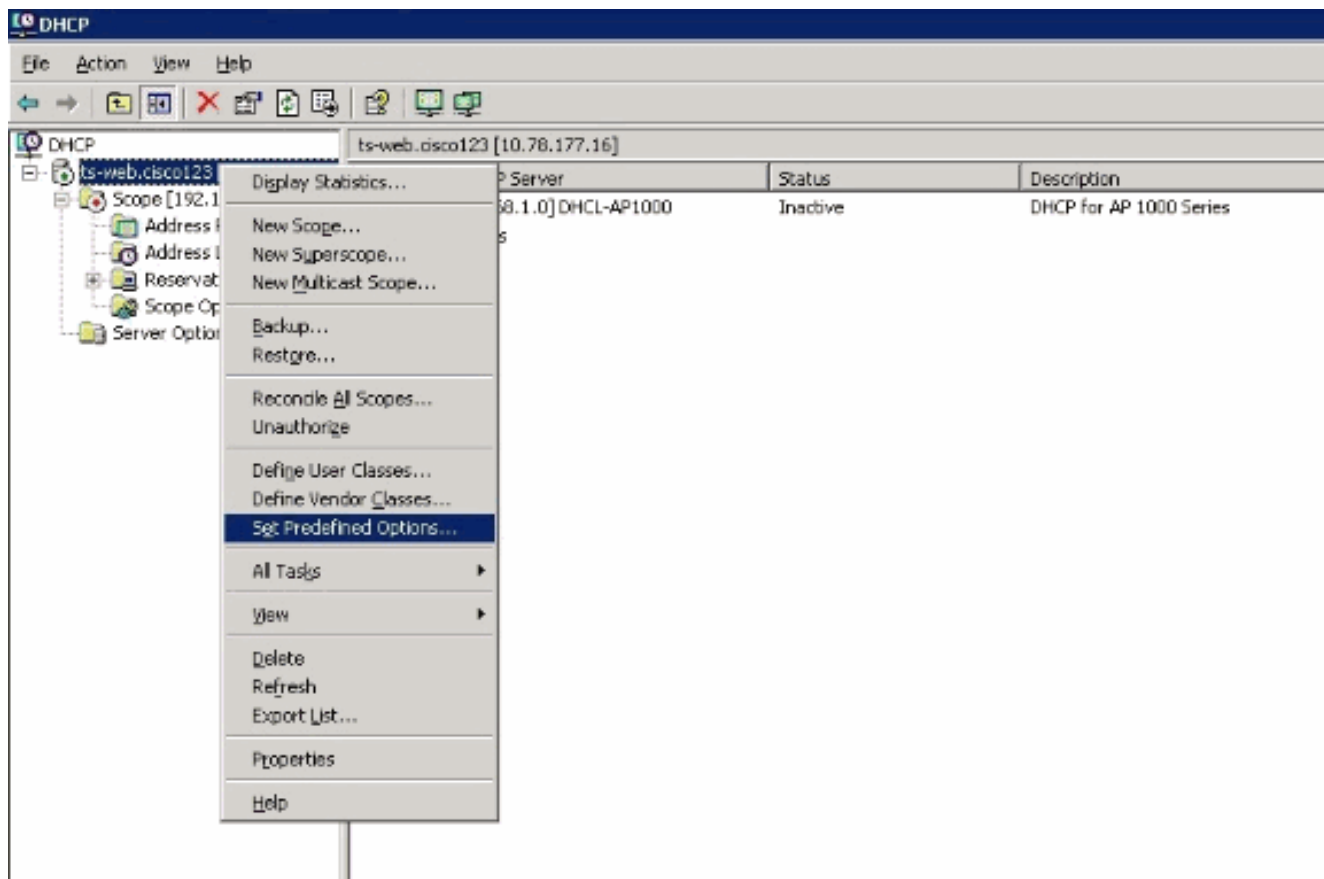 DHCP
File Action View Help
DHCP
ts-web.cisco123 [10.78.177.16]
ts-web.cisco123
P Server Status Description
Scope [192.1
68.1.0] DHCL-AP1000 Inactive DHCP for AP 1000 Series
Address
s
Address
Reservat
Scope Op
Server Option
Display Statistics...
New Scope...
New Superscope...
New Multicast Scope...
Backup...
Restore...
Reconcile All Scopes...
Unauthorize
Define User Classes...
Define Vendor Classes...
Set Predefined Options...
All Tasks
View
Delete
Refresh
Export List...
Properties
Help